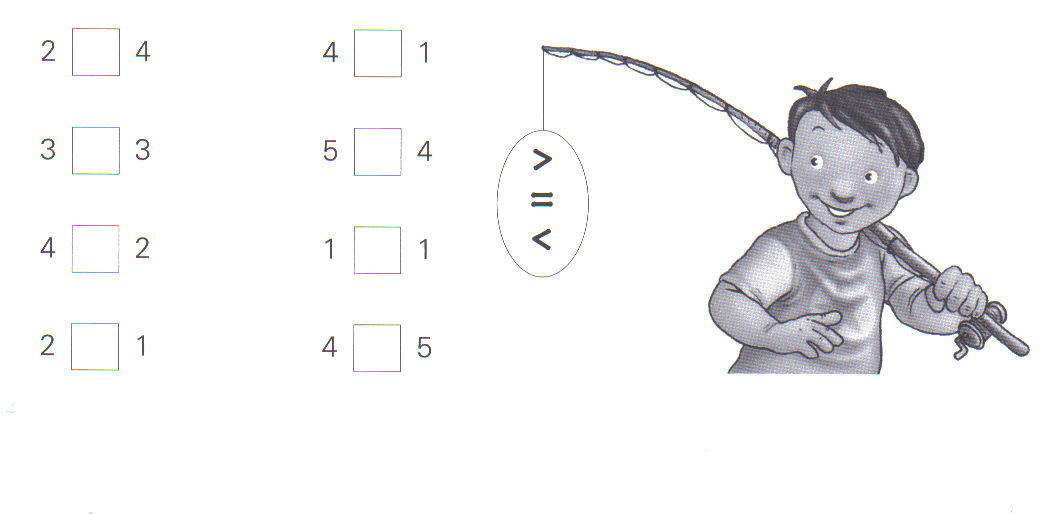 2 □ 4
3 □ 3
4 □ 2
2 □ 1
4 □ 1
5 □ 4
1 □ 1
4 □ 5
>
=
<